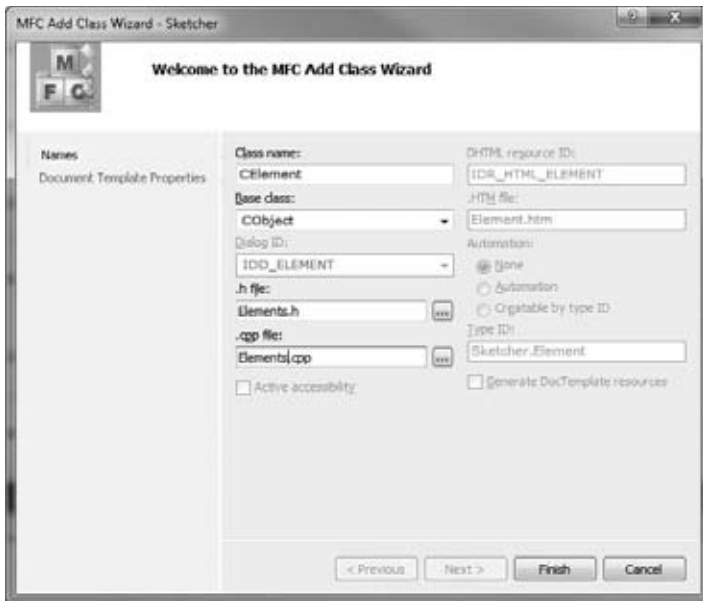 MFC Add Class Wizard - Sketcher
M
F C
Welcome to the MFC Add Class Wizard
Names
Document Template Properties
Class name:
CElement
Base class:
CObject
Dialog ID:
IDD_ELEMENT
.h file:
Elements.h
...
.cpp file:
Elements.cpp
...
Active accessibility
DHTML resource ID:
IDR_HTML_ELEMENT
.HTM file:
Element.htm
Automation:
None
Automation
Creatable by type ID
Type ID:
Sketcher.Element
Generate DocTemplate resources
< Previous
Next >
Finish
Cancel